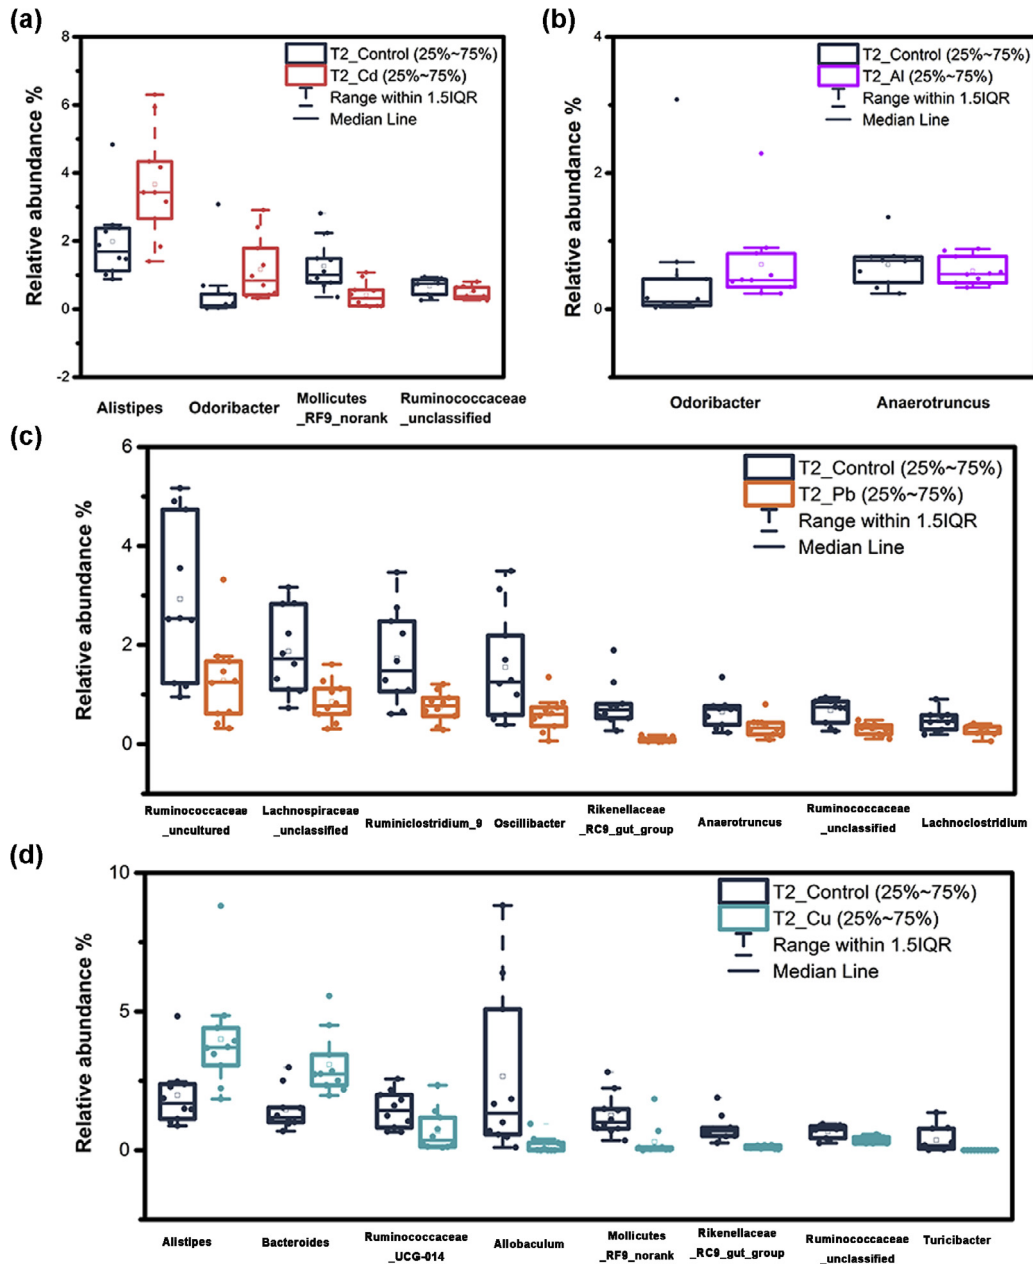 (a)
Relative abundance %
8
6
4
2
0
-2
T2_Control (25%~75%)
T2_Cd (25%~75%)
Range within 1.5IQR
Median Line
Alistipes
Odoribacter
Mollicutes
_RF9_norank
Ruminococcaceae
_unclassified
(b)
Relative abundance %
4
2
0
T2_Control (25%~75%)
T2_Al (25%~75%)
Range within 1.5IQR
Median Line
Odoribacter
Anaerotruncus
(c)
Relative abundance %
6
4
2
0
T2_Control (25%~75%)
T2_Pb (25%~75%)
Range within 1.5IQR
Median Line
Ruminococcaceae
_uncultured
Lachnospiraceae
_unclassified
Ruminiclostridium_9
Oscillibacter
Rikenellaceae
_RC9_gut_group
Anaerotruncus
Ruminococcaceae
_unclassified
Lachnoclostridium
(d)
Relative abundance %
10
5
0
T2_Control (25%~75%)
T2_Cu (25%~75%)
Range within 1.5IQR
Median Line
Alistipes
Bacteroides
Ruminococcaceae
_UCG-014
Allobaculum
Mollicutes
_RF9_norank
Rikenellaceae
_RC9_gut_group
Ruminococcaceae
_unclassified
Turicibacter